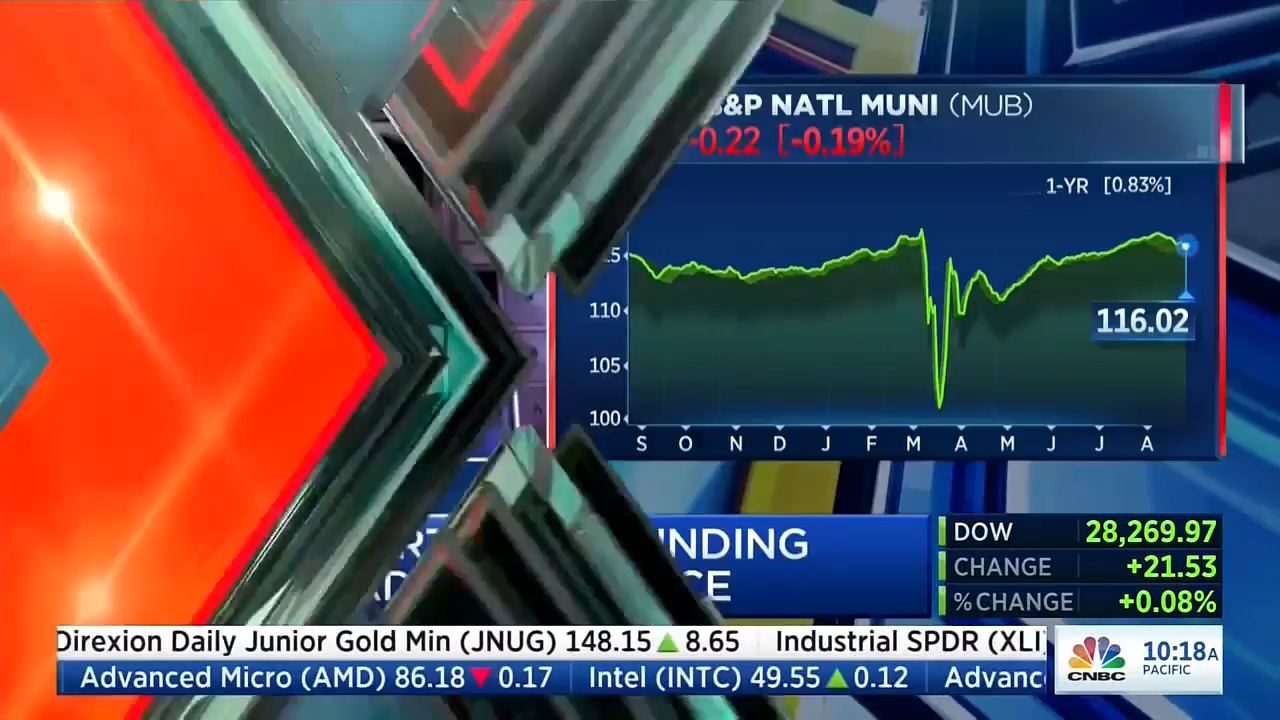 S&P NATL MUNI (MUB)
-0.22 [-0.19%]
1-YR [0.83%]
110
105
100
116.02
S O N D J F M A M J J A
DOW 28,269.97
CHANGE +21.53
%CHANGE +0.08%
Direxion Daily Junior Gold Min (JNUG) 148.15 ▲ 8.65 Industrial SPDR (XLI)
Advanced Micro (AMD) 86.18 ▼ 0.17 Intel (INTC) 49.55 ▲ 0.12 Advanc
CNBC
10:18A
PACIFIC